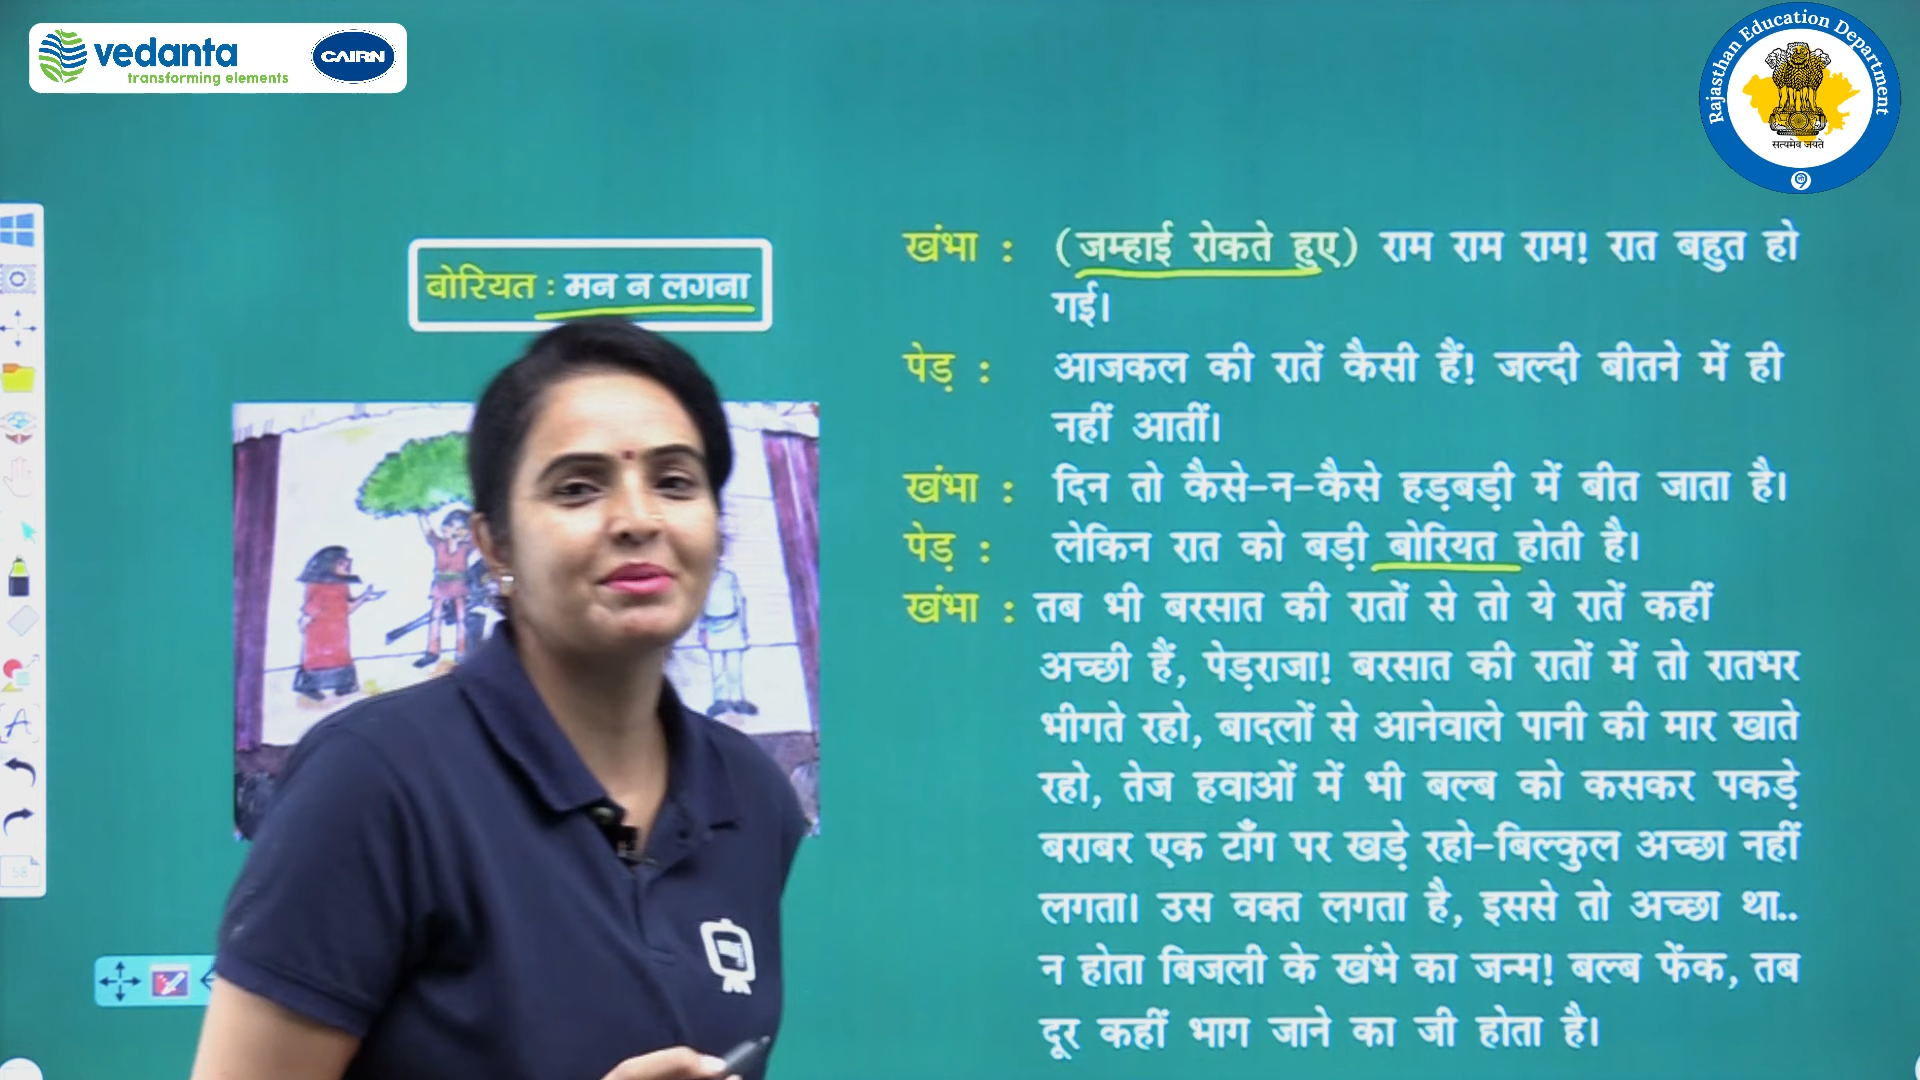 vedanta
transforming elements
CAIRN
Rajasthan Education Department
सत्यमेव जयते
बोरियत : मन न लगना
खंभा : (जम्हाई रोकते हुए) राम राम राम! रात बहुत हो
गई।
पेड़ : आजकल की रातें कैसी हैं! जल्दी बीतने में ही
नहीं आतीं।
खंभा : दिन तो कैसे-न-कैसे हड़बड़ी में बीत जाता है।
पेड़ : लेकिन रात को बड़ी बोरियत होती है।
खंभा : तब भी बरसात की रातों से तो ये रातें कहीं
अच्छी हैं, पेड़राजा! बरसात की रातों में तो रातभर
भीगते रहो, बादलों से आनेवाले पानी की मार खाते
रहो, तेज हवाओं में भी बल्ब को कसकर पकड़े
बराबर एक टाँग पर खड़े रहो-बिल्कुल अच्छा नहीं
लगता। उस वक्त लगता है, इससे तो अच्छा था..
न होता बिजली के खंभे का जन्म! बल्ब फेंक, तब
दूर कहीं भाग जाने का जी होता है।
58